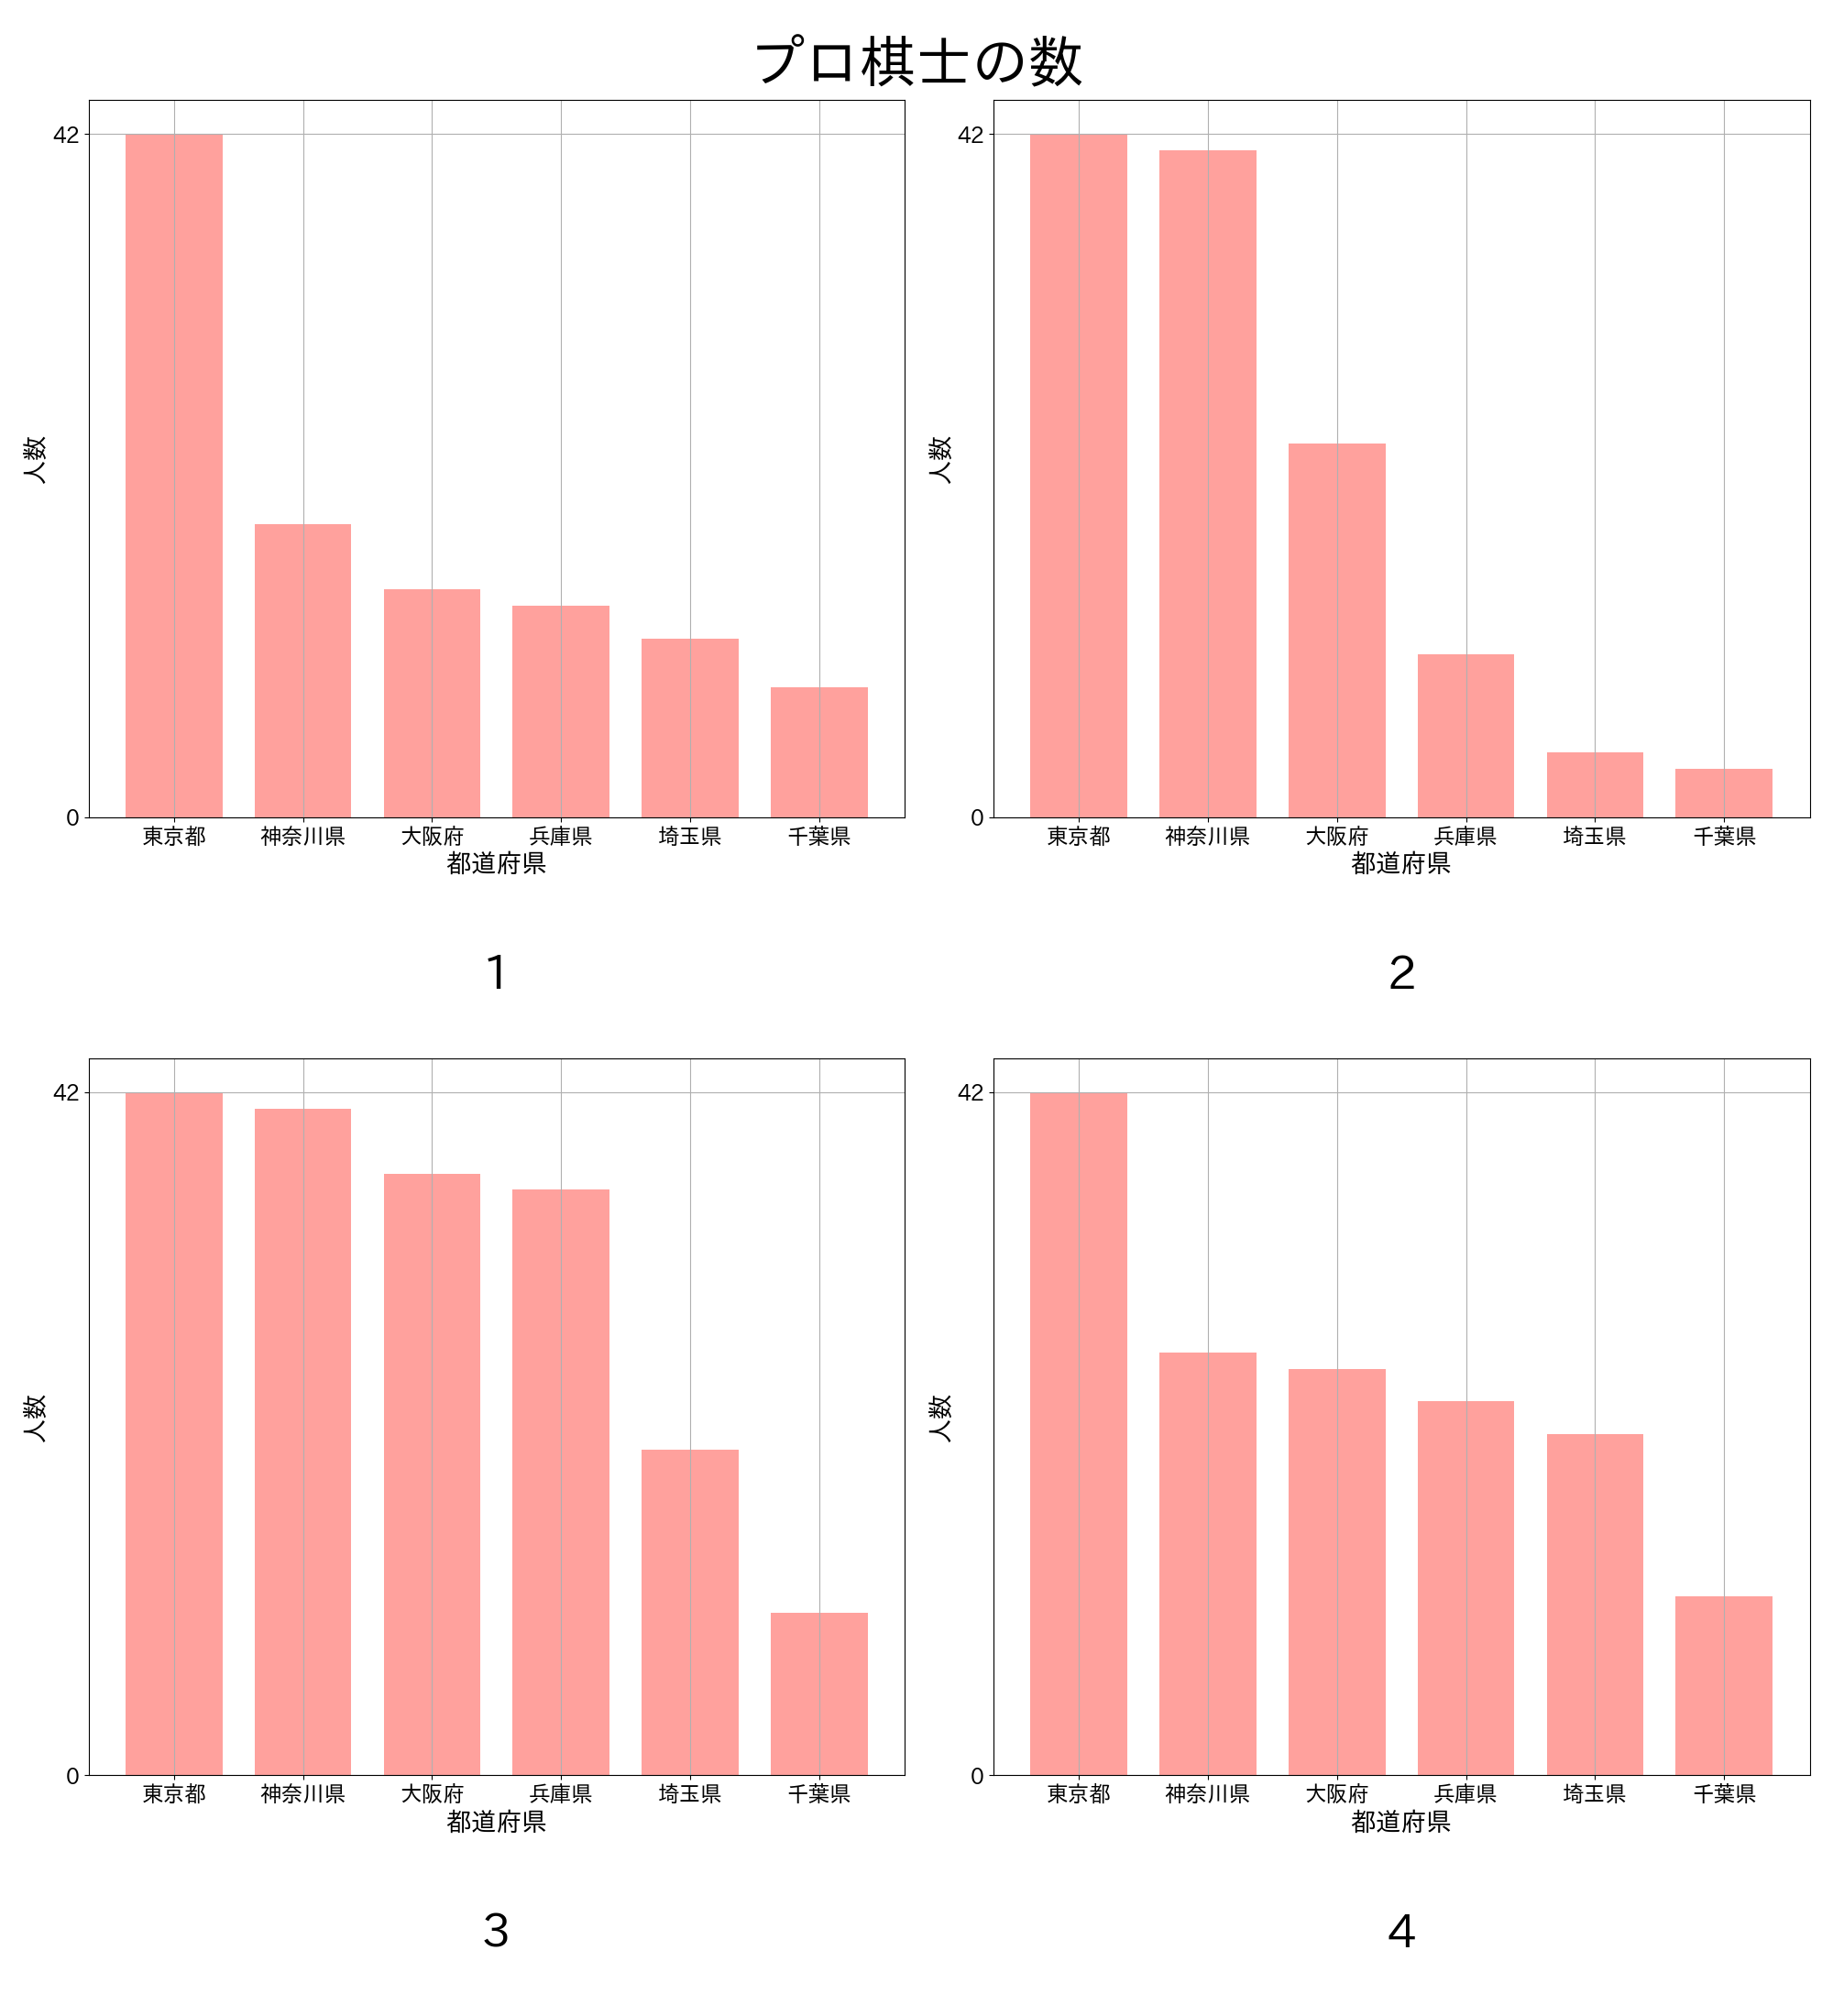 プロ棋士の数
42
0
人数
東京都 神奈川県 大阪府 兵庫県 埼玉県 千葉県
都道府県
1
42
0
人数
東京都 神奈川県 大阪府 兵庫県 埼玉県 千葉県
都道府県
2
42
0
人数
東京都 神奈川県 大阪府 兵庫県 埼玉県 千葉県
都道府県
3
42
0
人数
東京都 神奈川県 大阪府 兵庫県 埼玉県 千葉県
都道府県
4